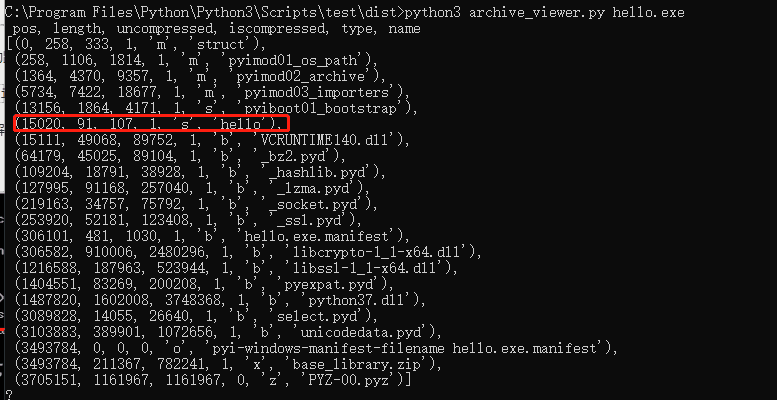 C:\Program Files\Python\Python3\Scripts\test\dist>python3 archive_viewer.py hello.exe
pos, length, uncompressed, iscompressed, type, name
[(0, 258, 333, 1, 'm', 'struct'),
(258, 1106, 1814, 1, 'm', 'pyimod01_os_path'),
(1364, 4370, 9357, 1, 'm', 'pyimod02_archive'),
(5734, 7422, 18677, 1, 'm', 'pyimod03_importers'),
(13156, 1864, 4171, 1, 's', 'pyiboot01_bootstrap'),
(15020, 91, 107, 1, 's', 'hello'),
(15111, 49068, 89752, 1, 'b', 'VCRUNTIME140.dll'),
(64179, 45025, 89104, 1, 'b', '_bz2.pyd'),
(109204, 18791, 38928, 1, 'b', '_hashlib.pyd'),
(127995, 91168, 257040, 1, 'b', '_lzma.pyd'),
(219163, 34757, 75792, 1, 'b', '_socket.pyd'),
(253920, 52181, 123408, 1, 'b', '_ssl.pyd'),
(306101, 481, 1030, 1, 'b', 'hello.exe.manifest'),
(306582, 910006, 2480296, 1, 'b', 'libcrypto-1_1-x64.dll'),
(1216588, 187963, 523944, 1, 'b', 'libssl-1_1-x64.dll'),
(1404551, 83269, 200208, 1, 'b', 'pyexpat.pyd'),
(1487820, 1602008, 3748368, 1, 'b', 'python37.dll'),
(3089828, 14055, 26640, 1, 'b', 'select.pyd'),
(3103883, 389901, 1072656, 1, 'b', 'unicodedata.pyd'),
(3493784, 0, 0, 0, 'o', 'pyi-windows-manifest-filename hello.exe.manifest'),
(3493784, 211367, 782241, 1, 'x', 'base_library.zip'),
(3705151, 1161967, 1161967, 0, 'z', 'PYZ-00.pyz')]
?